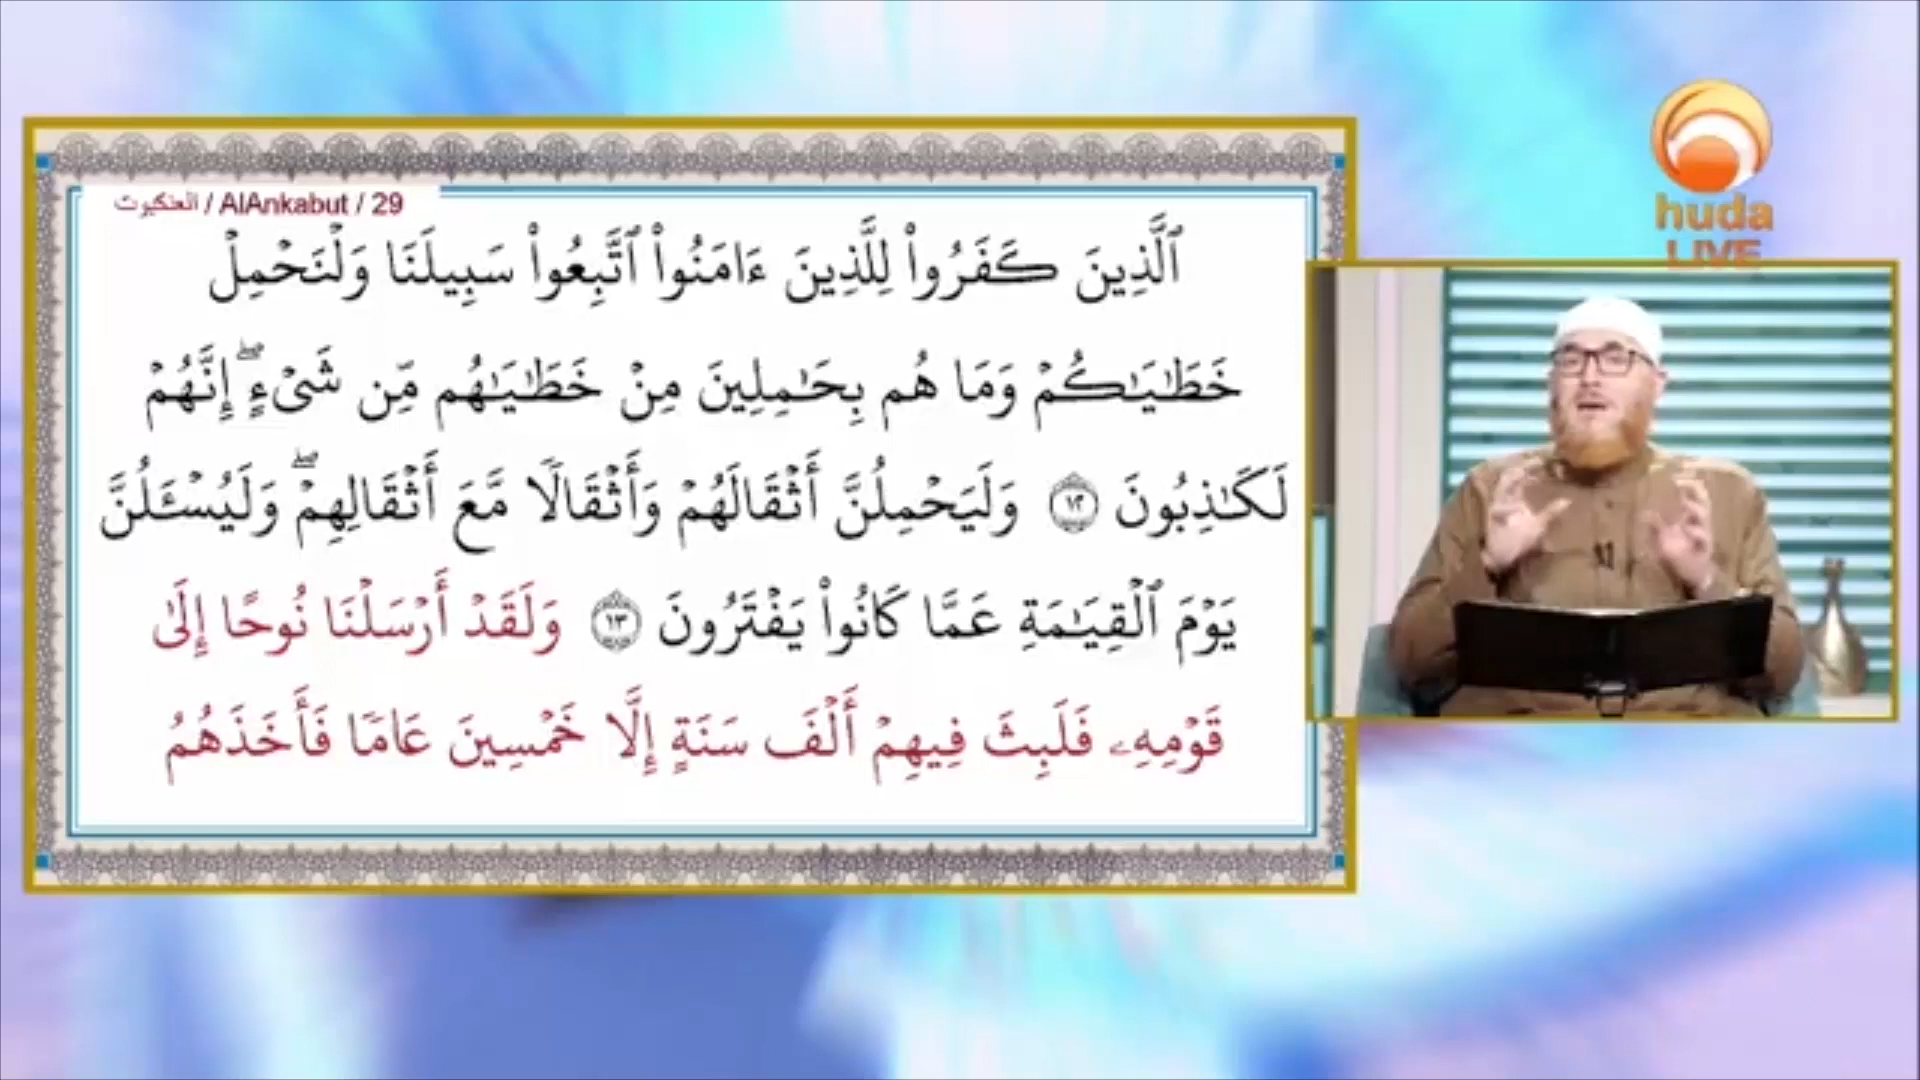 العنكبوت / AlAnkabut / 29
ٱلَّذِينَ كَفَرُوا۟ لِلَّذِينَ ءَامَنُوا۟ ٱتَّبِعُوا۟ سَبِيلَنَا وَلْنَحْمِلْ
خَطَـٰيَـٰكُمْ وَمَا هُم بِحَـٰمِلِينَ مِنْ خَطَـٰيَـٰهُم مِّن شَىْءٍ ۖ إِنَّهُمْ
لَكَـٰذِبُونَ ١٢ وَلَيَحْمِلُنَّ أَثْقَالَهُمْ وَأَثْقَالًا مَّعَ أَثْقَالِهِمْ ۖ وَلَيُسْـَٔلُنَّ
يَوْمَ ٱلْقِيَـٰمَةِ عَمَّا كَانُوا۟ يَفْتَرُونَ ١٣ وَلَقَدْ أَرْسَلْنَا نُوحًا إِلَىٰ
قَوْمِهِۦ فَلَبِثَ فِيهِمْ أَلْفَ سَنَةٍ إِلَّا خَمْسِينَ عَامًا فَأَخَذَهُمُ
huda
LIVE